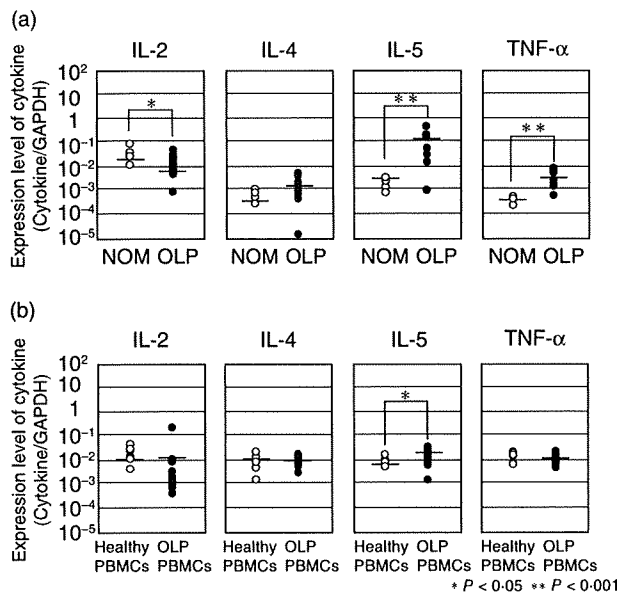 (a)
IL-2 IL-4 IL-5 TNF-α
Expression level of cytokine
(Cytokine/GAPDH)
10²
10
1
10⁻¹
10⁻²
10⁻³
10⁻⁴
10⁻⁵
* ** **
NOM OLP NOM OLP NOM OLP NOM OLP
(b)
IL-2 IL-4 IL-5 TNF-α
Expression level of cytokine
(Cytokine/GAPDH)
10²
10
1
10⁻¹
10⁻²
10⁻³
10⁻⁴
10⁻⁵
*
Healthy OLP Healthy OLP Healthy OLP Healthy OLP
PBMCs PBMCs PBMCs PBMCs PBMCs PBMCs PBMCs PBMCs
* P < 0·05 ** P < 0·001